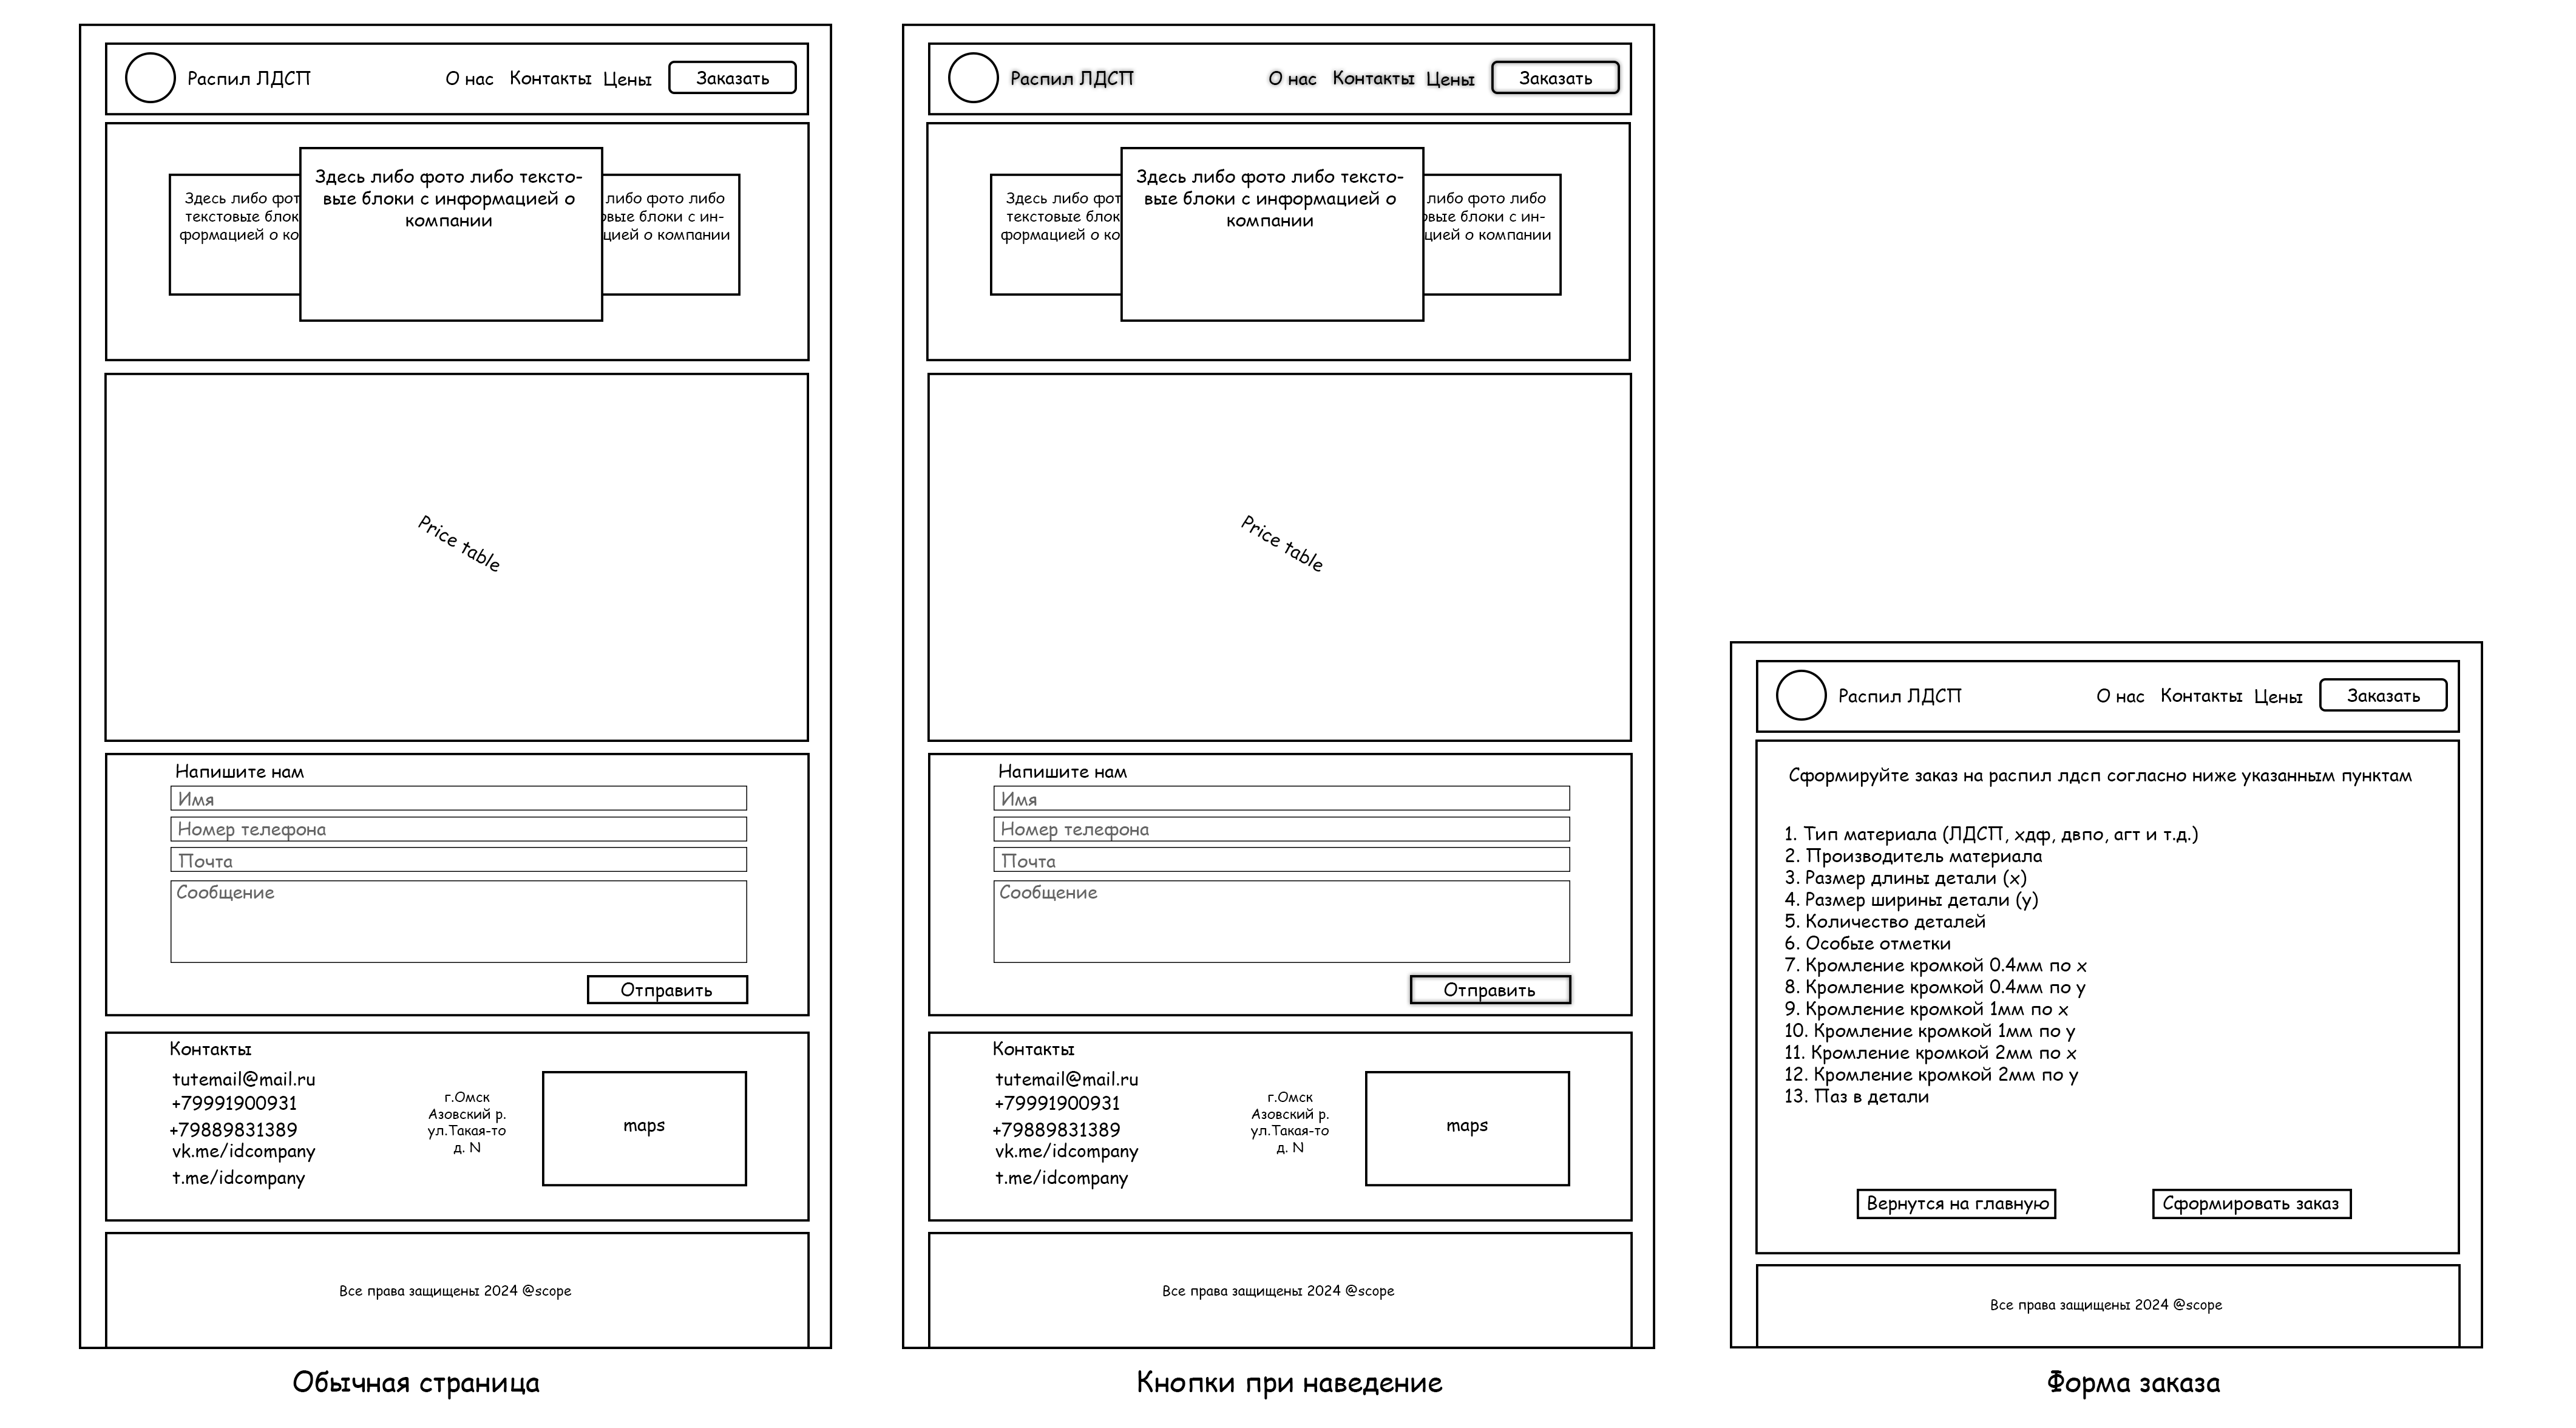 Распил ЛДСП
О нас Контакты Цены Заказать
Здесь либо фот
текстовые блок
формацией о ко
Здесь либо фото либо тексто-
вые блоки с информацией о
компании
либо фото либо
овые блоки с ин-
цией о компании
Price table
Напишите нам
Имя
Номер телефона
Почта
Сообщение
Отправить
Контакты
tutemail@mail.ru
+79991900931
+79889831389
vk.me/idcompany
t.me/idcompany
г.Омск
Азовский р.
ул.Такая-то
д. N
maps
Все права защищены 2024 @scope
Обычная страница
Распил ЛДСП
О нас Контакты Цены Заказать
Здесь либо фот
текстовые блок
формацией о ко
Здесь либо фото либо тексто-
вые блоки с информацией о
компании
либо фото либо
овые блоки с ин-
цией о компании
Price table
Напишите нам
Имя
Номер телефона
Почта
Сообщение
Отправить
Контакты
tutemail@mail.ru
+79991900931
+79889831389
vk.me/idcompany
t.me/idcompany
г.Омск
Азовский р.
ул.Такая-то
д. N
maps
Все права защищены 2024 @scope
Кнопки при наведение
Распил ЛДСП
О нас Контакты Цены Заказать
Сформируйте заказ на распил лдсп согласно ниже указанным пунктам
1. Тип материала (ЛДСП, хдф, двпо, агт и т.д.)
2. Производитель материала
3. Размер длины детали (x)
4. Размер ширины детали (y)
5. Количество деталей
6. Особые отметки
7. Кромление кромкой 0.4мм по x
8. Кромление кромкой 0.4мм по y
9. Кромление кромкой 1мм по x
10. Кромление кромкой 1мм по y
11. Кромление кромкой 2мм по x
12. Кромление кромкой 2мм по y
13. Паз в детали
Вернутся на главную
Сформировать заказ
Все права защищены 2024 @scope
Форма заказа